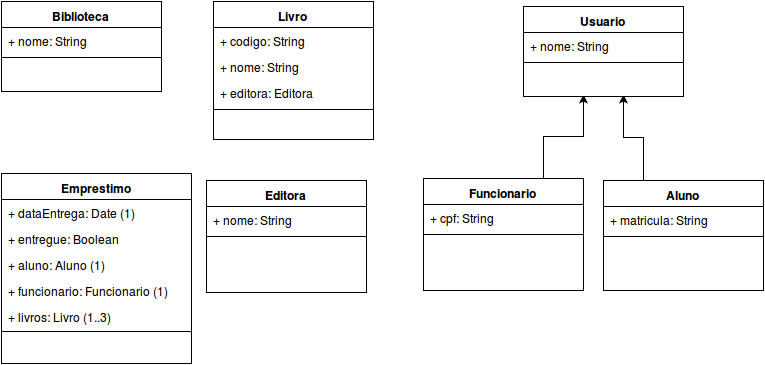 Biblioteca
+ nome: String
Livro
+ codigo: String
+ nome: String
+ editora: Editora
Usuario
+ nome: String
Emprestimo
+ dataEntrega: Date (1)
+ entregue: Boolean
+ aluno: Aluno (1)
+ funcionario: Funcionario (1)
+ livros: Livro (1..3)
Editora
+ nome: String
Funcionario
+ cpf: String
Aluno
+ matricula: String